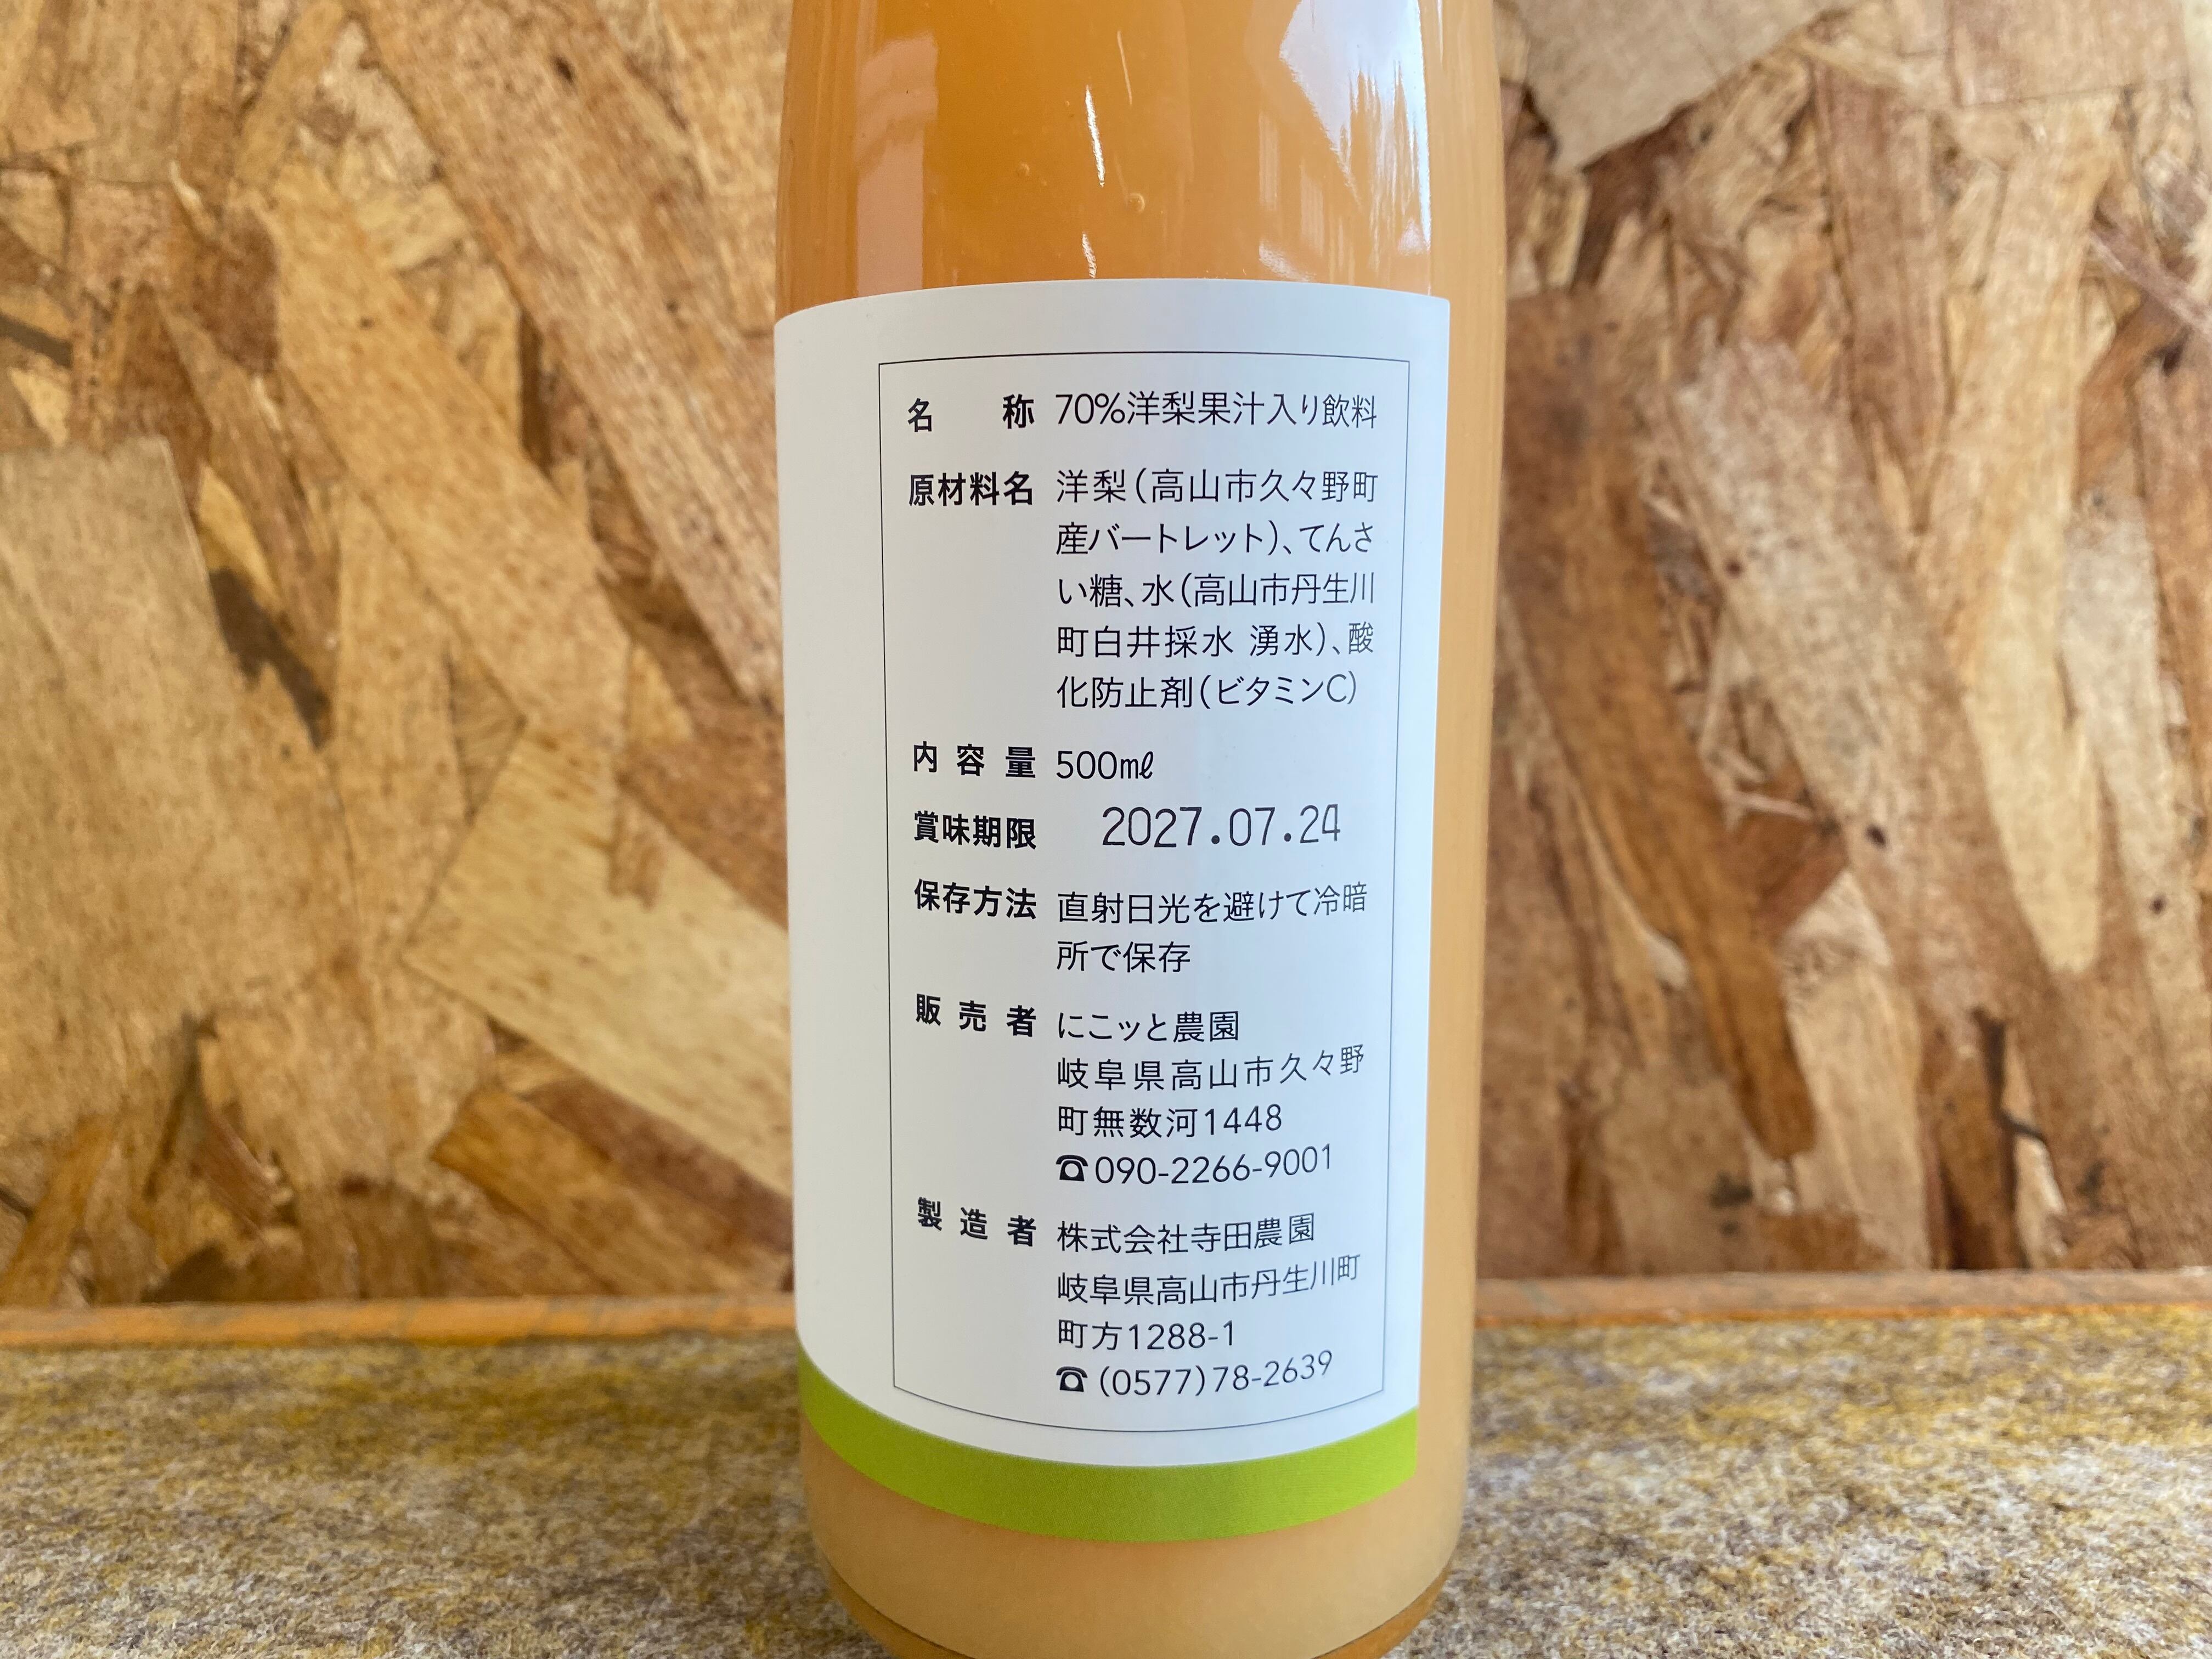 名 称 70%洋梨果汁入り飲料
原材料名 洋梨(高山市久々野町
産バートレット)、てんさ
い糖、水(高山市丹生川
町白井採水 湧水)、酸
化防止剤(ビタミンC)
内容量 500mℓ
賞味期限 2027.07.24
保存方法 直射日光を避けて冷暗
所で保存
販売者 にこッと農園
岐阜県高山市久々野
町無数河1448
☎090-2266-9001
製造者 株式会社寺田農園
岐阜県高山市丹生川町
町方1288-1
☎(0577)78-2639